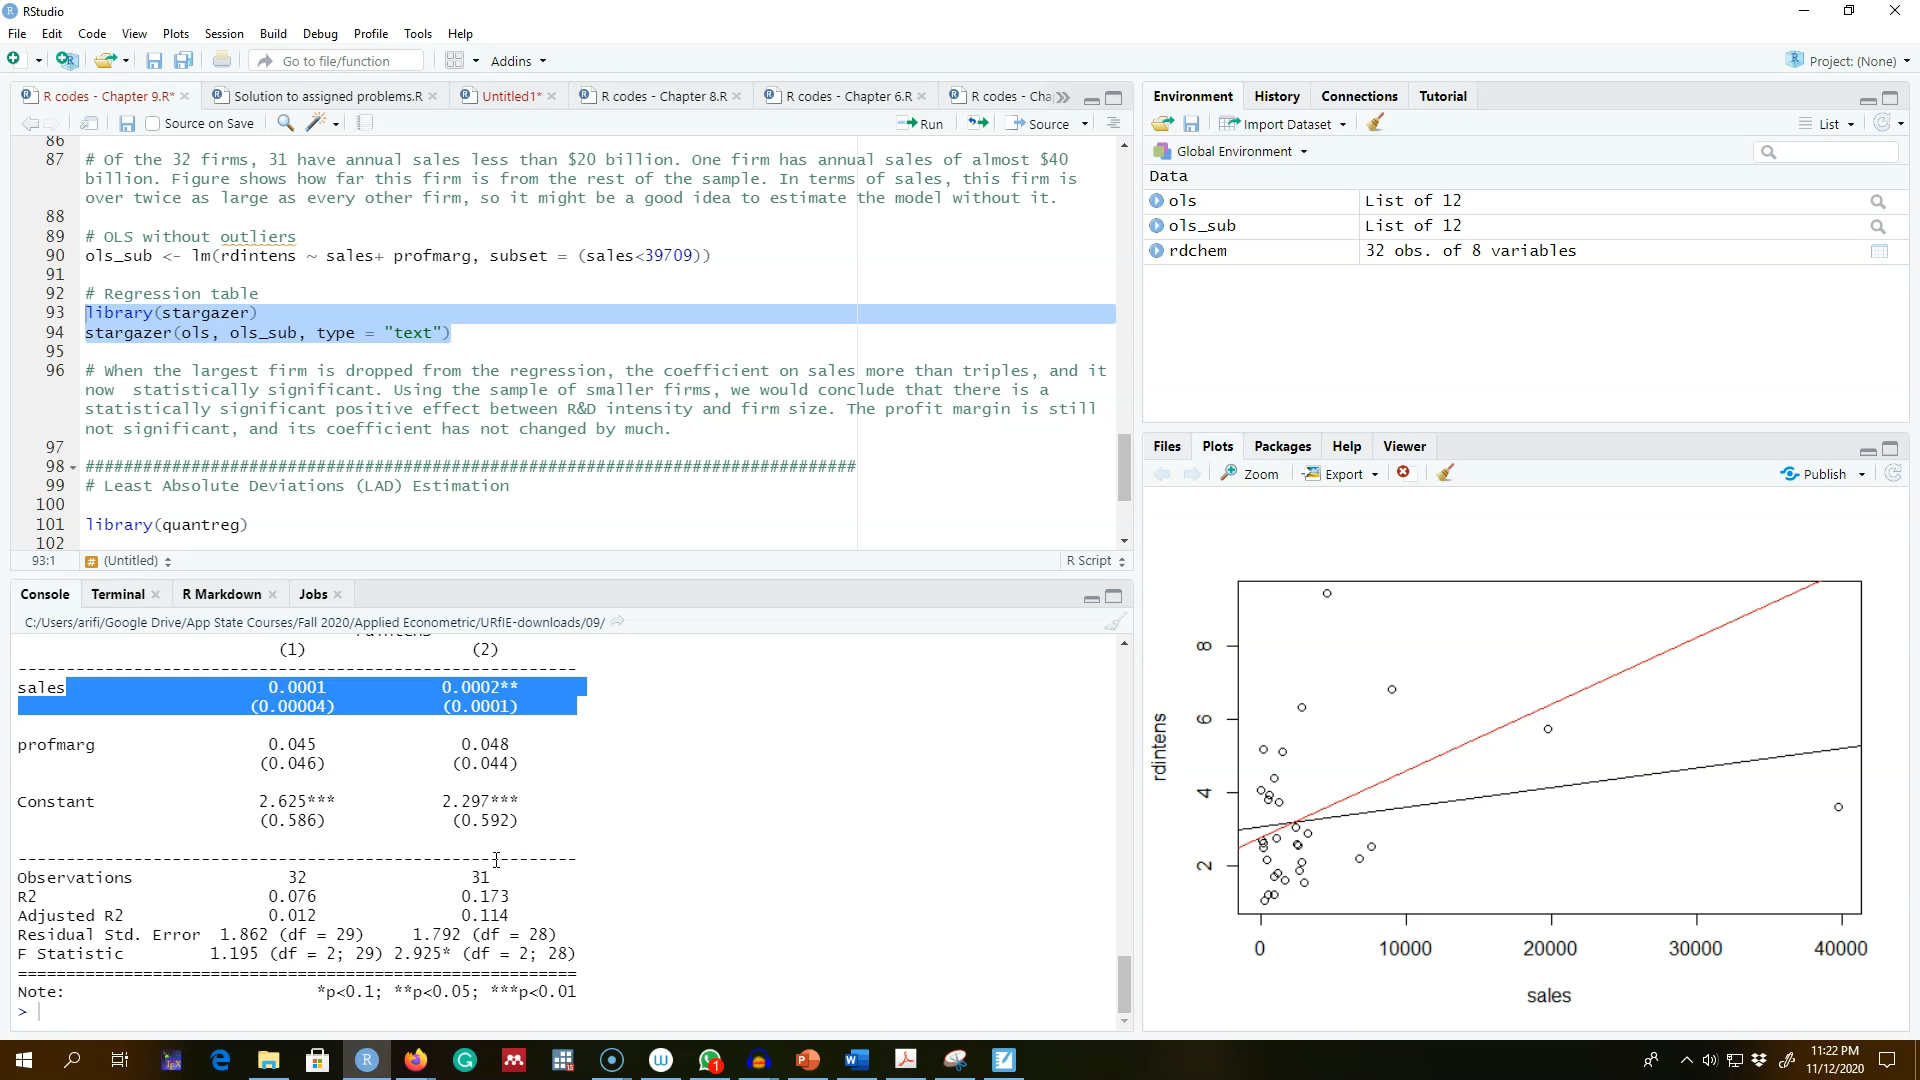 RStudio
File Edit Code View Plots Session Build Debug Profile Tools Help
Go to file/function Addins Project: (None)
R codes - Chapter 9.R* Solution to assigned problems.R Untitled1* R codes - Chapter 8.R R codes - Chapter 6.R R codes - Cha
Source on Save Run Source
86
87 # Of the 32 firms, 31 have annual sales less than $20 billion. One firm has annual sales of almost $40
billion. Figure shows how far this firm is from the rest of the sample. In terms of sales, this firm is
over twice as large as every other firm, so it might be a good idea to estimate the model without it.
88
89 # OLS without outliers
90 ols_sub <- lm(rdintens ~ sales+ profmarg, subset = (sales<39709))
91
92 # Regression table
93 library(stargazer)
94 stargazer(ols, ols_sub, type = "text")
95
96 # When the largest firm is dropped from the regression, the coefficient on sales more than triples, and it
now statistically significant. Using the sample of smaller firms, we would conclude that there is a
statistically significant positive effect between R&D intensity and firm size. The profit margin is still
not significant, and its coefficient has not changed by much.
97
98 ################################################################################
99 # Least Absolute Deviations (LAD) Estimation
100
101 library(quantreg)
102
93:1 (Untitled) R Script
Console Terminal R Markdown Jobs
C:/Users/arifi/Google Drive/App State Courses/Fall 2020/Applied Econometric/URfIE-downloads/09/
(1) (2)
----------------------------------------------------------
sales 0.0001 0.0002**
(0.00004) (0.0001)
profmarg 0.045 0.048
(0.046) (0.044)
Constant 2.625*** 2.297***
(0.586) (0.592)
----------------------------------------------------------
Observations 32 31
R2 0.076 0.173
Adjusted R2 0.012 0.114
Residual Std. Error 1.862 (df = 29) 1.792 (df = 28)
F Statistic 1.195 (df = 2; 29) 2.925* (df = 2; 28)
==========================================================
Note: *p<0.1; **p<0.05; ***p<0.01
>
Environment History Connections Tutorial
Import Dataset List
Global Environment
Data
ols List of 12
ols_sub List of 12
rdchem 32 obs. of 8 variables
Files Plots Packages Help Viewer
Zoom Export Publish
rdintens
8
6
4
2
0 10000 20000 30000 40000
sales
11:22 PM
11/12/2020